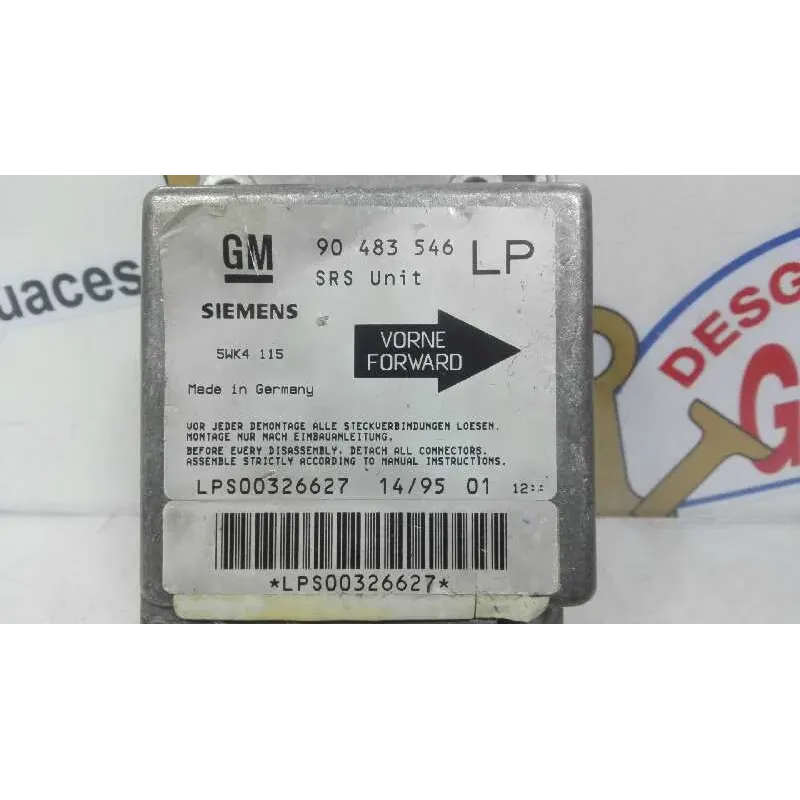 GM
90 483 546 LP
SRS Unit
SIEMENS
5WK4 115
VORNE
FORWARD
Made in Germany
VOR JEDER DEMONTAGE ALLE STECKVERBINDUNGEN LOESEN.
MONTAGE NUR NACH EINBAUANLEITUNG.
BEFORE EVERY DISASSEMBLY, DETACH ALL CONNECTORS.
ASSEMBLE STRICTLY ACCORDING TO MANUAL INSTRUCTIONS.
LPS00326627 14/95 01
*LPS00326627*
uaces
DESG
G